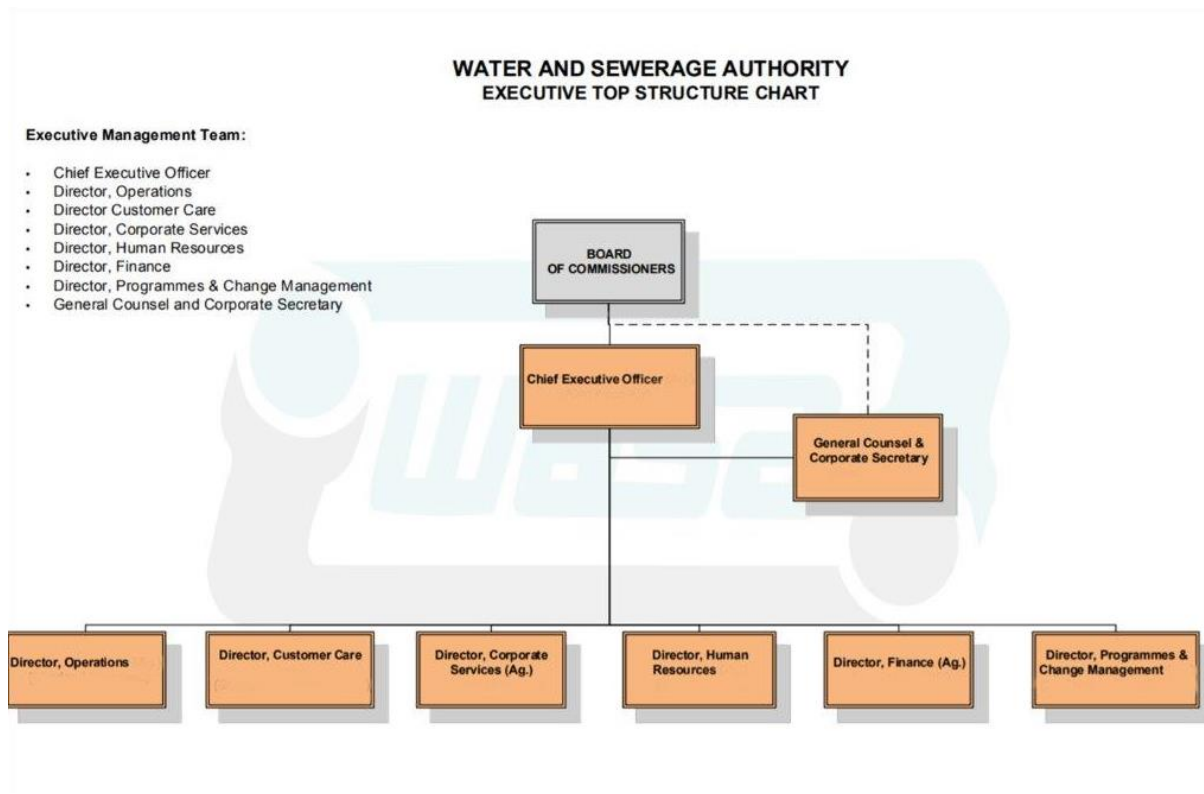 WATER AND SEWERAGE AUTHORITY
EXECUTIVE TOP STRUCTURE CHART
Executive Management Team:
• Chief Executive Officer
• Director, Operations
• Director Customer Care
• Director, Corporate Services
• Director, Human Resources
• Director, Finance
• Director, Programmes & Change Management
• General Counsel and Corporate Secretary
BOARD
OF COMMISSIONERS
Chief Executive Officer
General Counsel &
Corporate Secretary
Director, Operations
Director, Customer Care
Director, Corporate
Services (Ag.)
Director, Human
Resources
Director, Finance (Ag.)
Director, Programmes &
Change Management
wasa